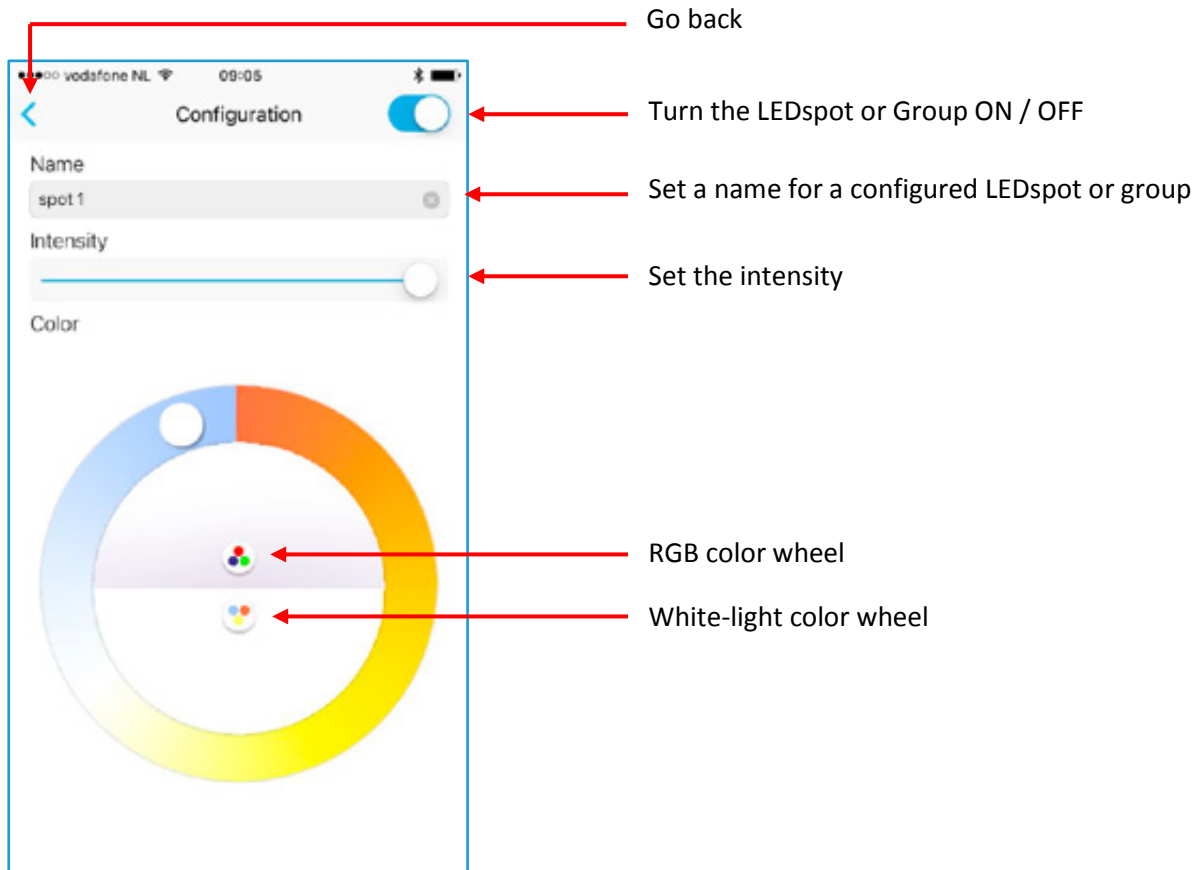 Go back
vodafone NL 09:05
Configuration
Turn the LEDspot or Group ON / OFF
Name
spot 1
Set a name for a configured LEDspot or group
Intensity
Set the intensity
Color
RGB color wheel
White-light color wheel